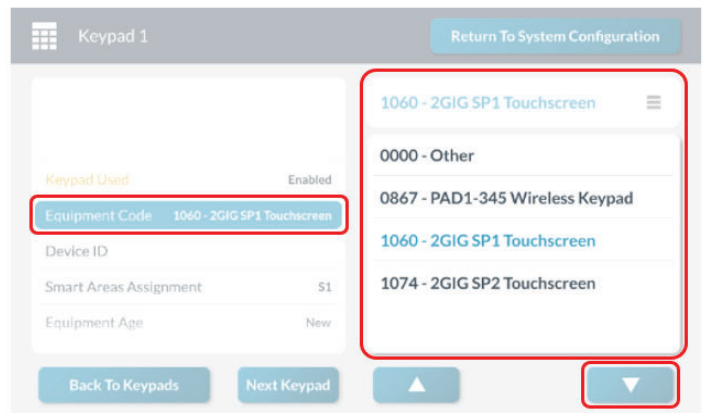 Keypad 1
Return To System Configuration
Keypad Used Enabled
Equipment Code 1060 - 2GIG SP1 Touchscreen
Device ID
Smart Areas Assignment S1
Equipment Age New
1060 - 2GIG SP1 Touchscreen
0000 - Other
0867 - PAD1-345 Wireless Keypad
1060 - 2GIG SP1 Touchscreen
1074 - 2GIG SP2 Touchscreen
Back To Keypads
Next Keypad